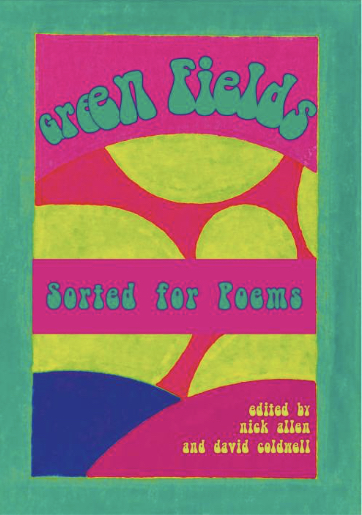 Green Fields
Sorted for Poems
edited by
nick allen
and david coldwell